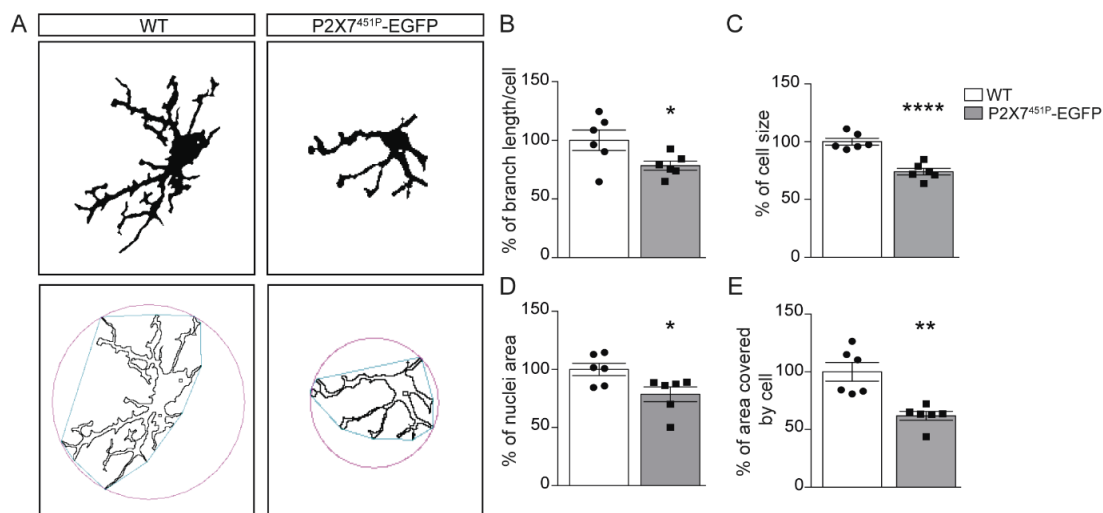 A
WT
P2X7⁴⁵¹ᴾ-EGFP
B
% of branch length/cell
150
100
50
0
*
C
% of cell size
150
100
50
0
****
WT
P2X7⁴⁵¹ᴾ-EGFP
D
% of nuclei area
150
100
50
0
*
E
% of area covered
by cell
150
100
50
0
**